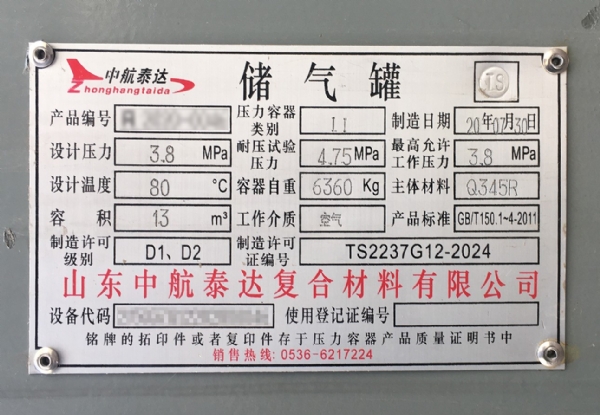 中航泰达
Zhonghangtaida
储气罐
TS
产品编号 压力容器类别 II 制造日期 20年07月30日
设计压力 3.8 MPa 耐压试验压力 4.75 MPa 最高允许工作压力 3.8 MPa
设计温度 80 °C 容器自重 6360 Kg 主体材料 Q345R
容积 13 m³ 工作介质 空气 产品标准 GB/T150.1~4-2011
制造许可级别 D1、D2 制造许可证编号 TS2237G12-2024
山东中航泰达复合材料有限公司
设备代码 使用登记证编号
铭牌的拓印件或者复印件存于压力容器产品质量证明书中
销售热线: 0536-6217224